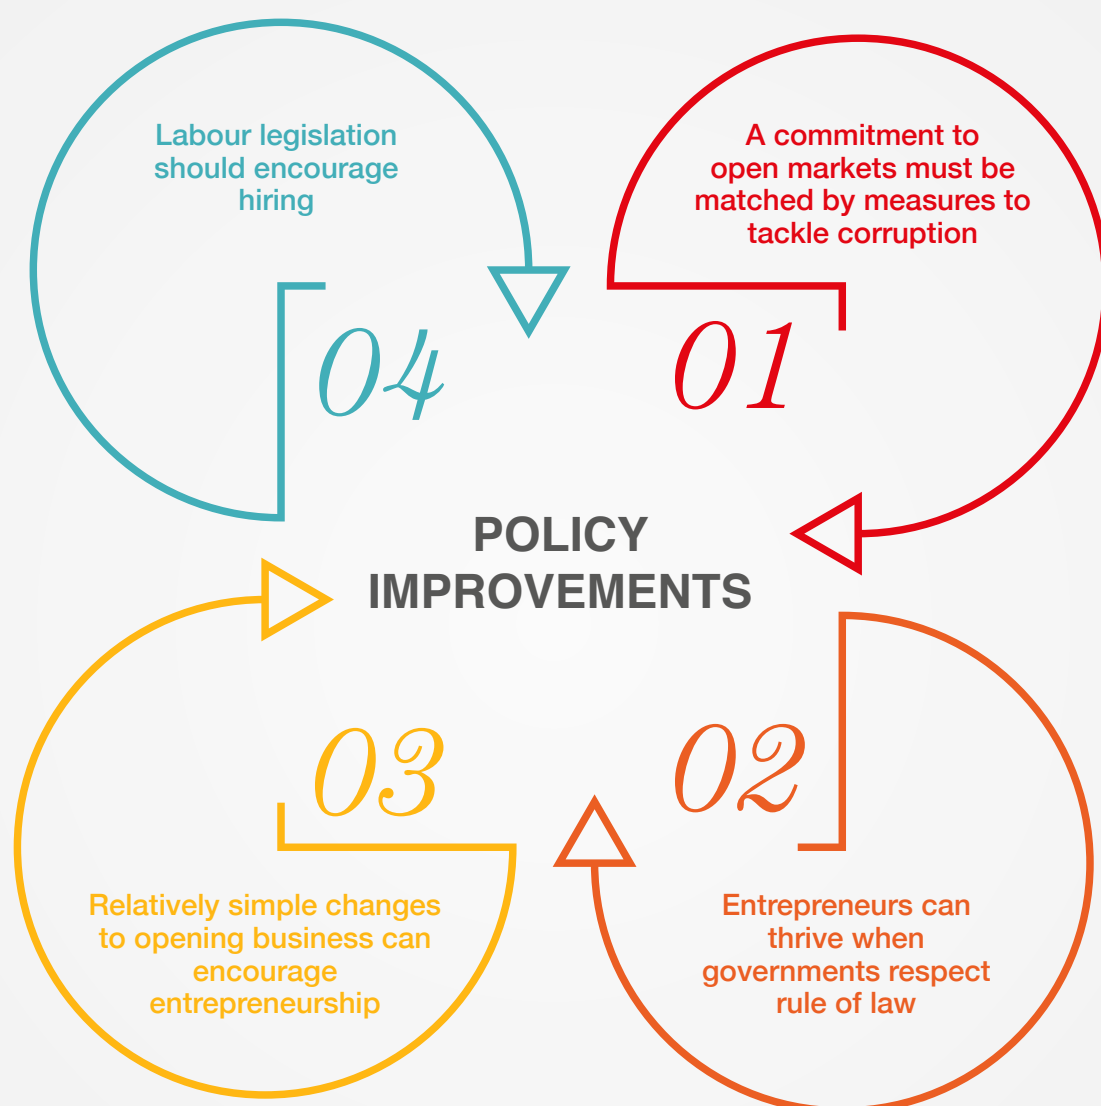 POLICY
IMPROVEMENTS
01
A commitment to
open markets must be
matched by measures to
tackle corruption
02
Entrepreneurs can
thrive when
governments respect
rule of law
03
Relatively simple changes
to opening business can
encourage
entrepreneurship
04
Labour legislation
should encourage
hiring